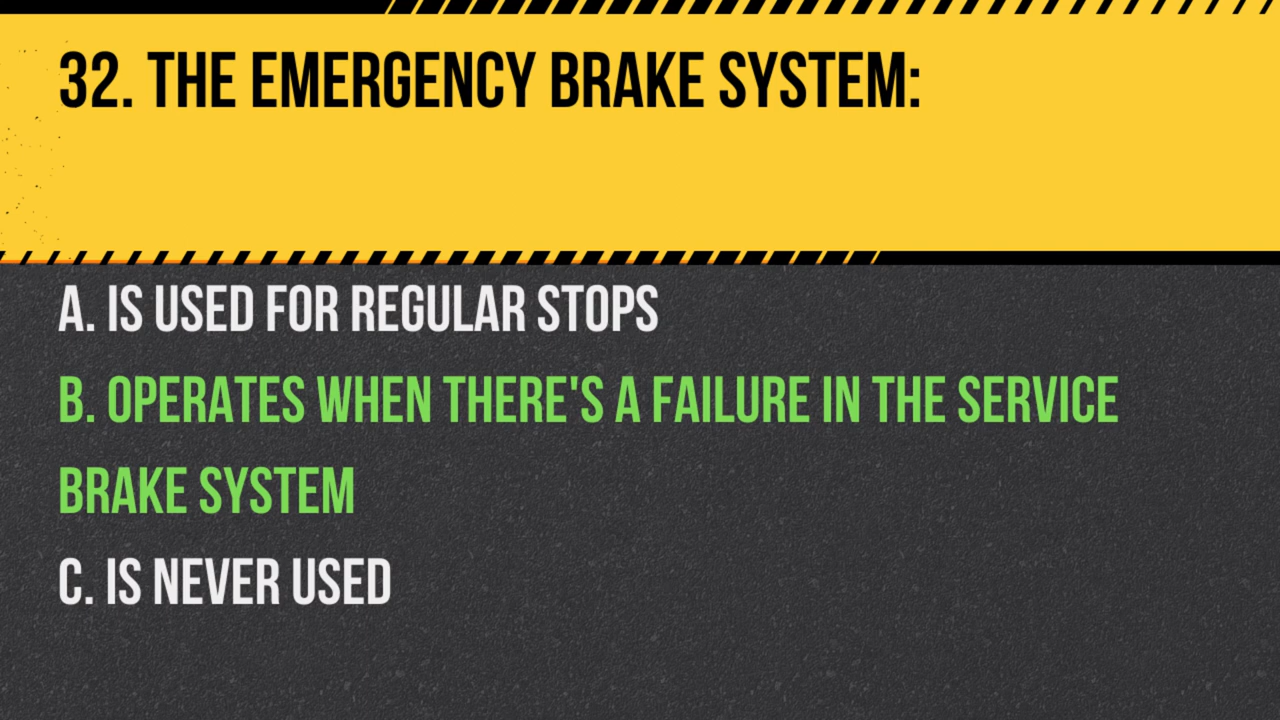 32. THE EMERGENCY BRAKE SYSTEM:
A. IS USED FOR REGULAR STOPS
B. OPERATES WHEN THERE'S A FAILURE IN THE SERVICE
BRAKE SYSTEM
C. IS NEVER USED